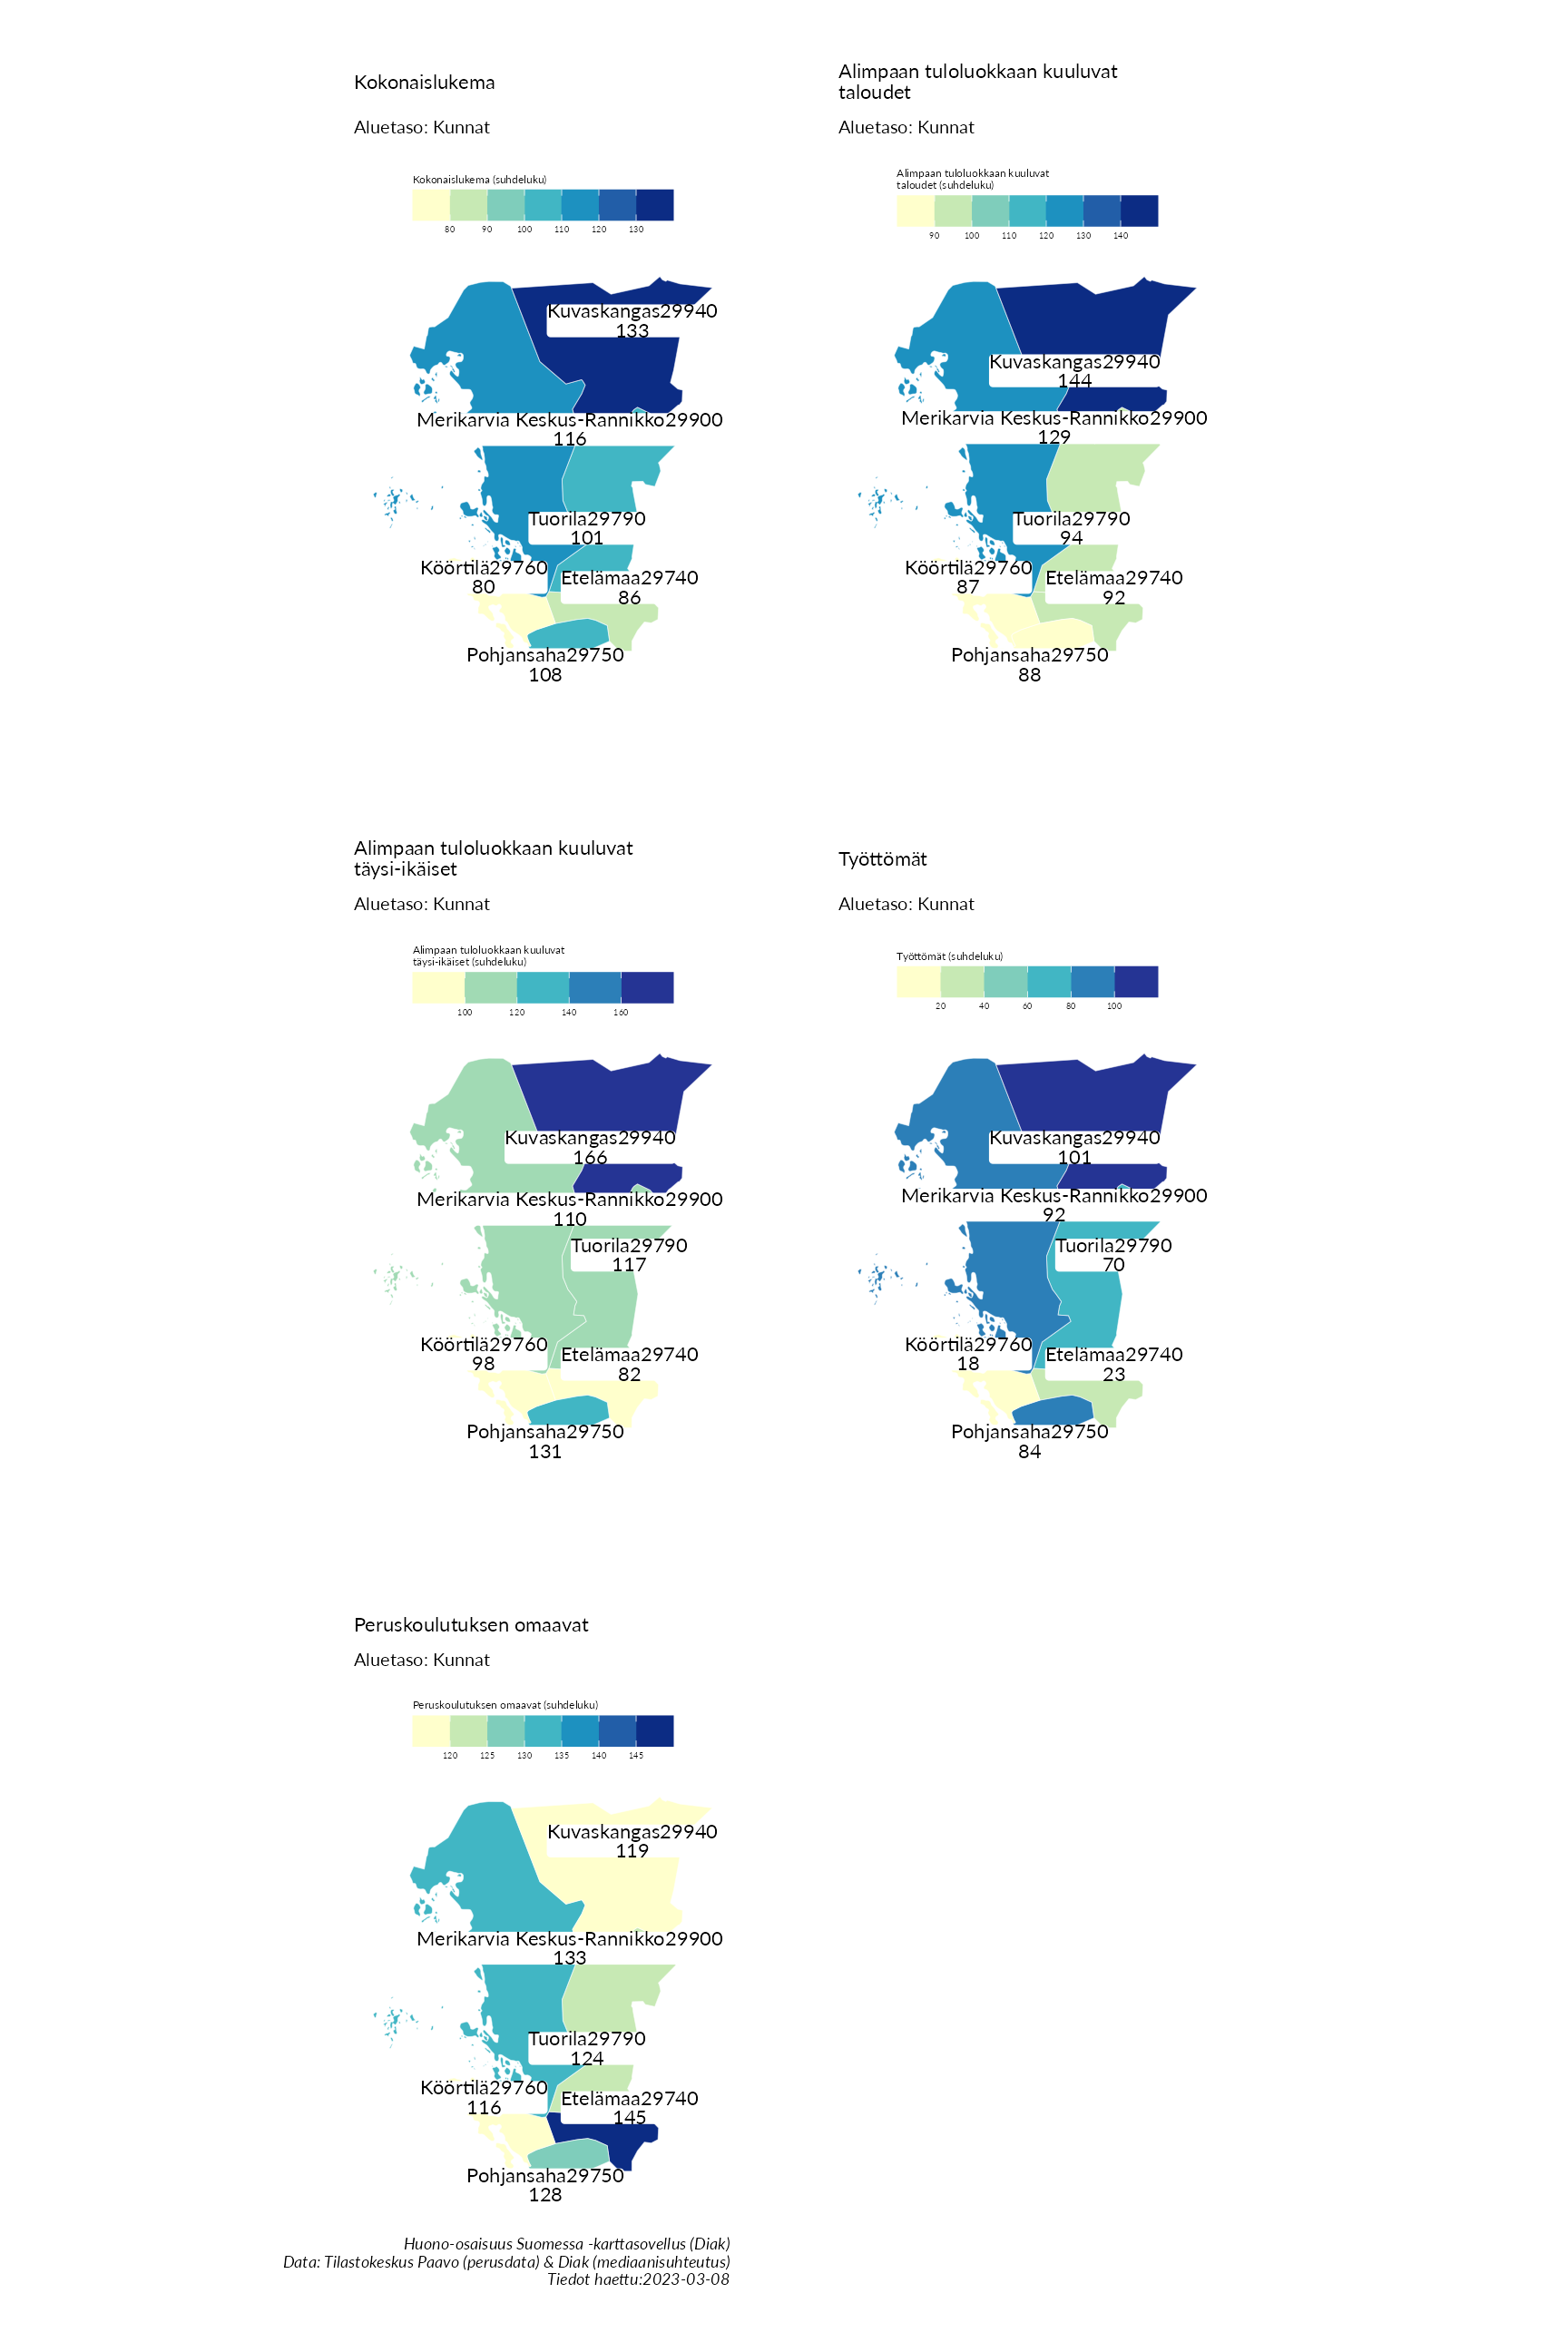 Kokonaislukema
Aluetaso: Kunnat
Kokonaislukema (suhdeluku)
80 90 100 110 120 130
Kuvaskangas29940
133
Merikarvia Keskus-Rannikko29900
116
Tuorila29790
101
Köörtilä29760
80
Etelämaa29740
86
Pohjansaha29750
108
Alimpaan tuloluokkaan kuuluvat
taloudet
Aluetaso: Kunnat
Alimpaan tuloluokkaan kuuluvat
taloudet (suhdeluku)
90 100 110 120 130 140
Kuvaskangas29940
144
Merikarvia Keskus-Rannikko29900
129
Tuorila29790
94
Köörtilä29760
87
Etelämaa29740
92
Pohjansaha29750
88
Alimpaan tuloluokkaan kuuluvat
täysi-ikäiset
Aluetaso: Kunnat
Alimpaan tuloluokkaan kuuluvat
täysi-ikäiset (suhdeluku)
100 120 140 160
Kuvaskangas29940
166
Merikarvia Keskus-Rannikko29900
110
Tuorila29790
117
Köörtilä29760
98
Etelämaa29740
82
Pohjansaha29750
131
Työttömät
Aluetaso: Kunnat
Työttömät (suhdeluku)
20 40 60 80 100
Kuvaskangas29940
101
Merikarvia Keskus-Rannikko29900
92
Tuorila29790
70
Köörtilä29760
18
Etelämaa29740
23
Pohjansaha29750
84
Peruskoulutuksen omaavat
Aluetaso: Kunnat
Peruskoulutuksen omaavat (suhdeluku)
120 125 130 135 140 145
Kuvaskangas29940
119
Merikarvia Keskus-Rannikko29900
133
Tuorila29790
124
Köörtilä29760
116
Etelämaa29740
145
Pohjansaha29750
128
Huono-osaisuus Suomessa -karttasovellus (Diak)
Data: Tilastokeskus Paavo (perusdata) & Diak (mediaanisuhteutus)
Tiedot haettu:2023-03-08